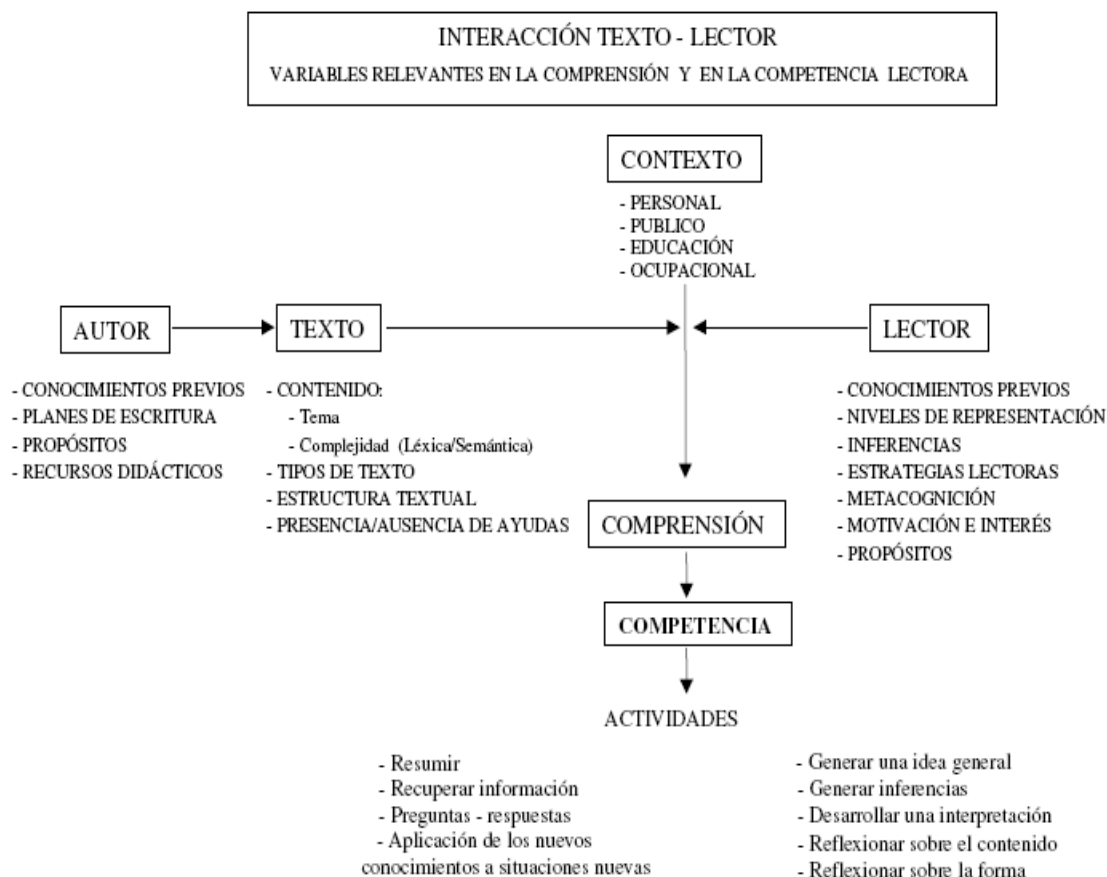 INTERACCIÓN TEXTO - LECTOR
VARIABLES RELEVANTES EN LA COMPRENSIÓN Y EN LA COMPETENCIA LECTORA
CONTEXTO
- PERSONAL
- PUBLICO
- EDUCACIÓN
- OCUPACIONAL
AUTOR
- CONOCIMIENTOS PREVIOS
- PLANES DE ESCRITURA
- PROPÓSITOS
- RECURSOS DIDÁCTICOS
TEXTO
- CONTENIDO:
- Tema
- Complejidad (Léxica/Semántica)
- TIPOS DE TEXTO
- ESTRUCTURA TEXTUAL
- PRESENCIA/AUSENCIA DE AYUDAS
LECTOR
- CONOCIMIENTOS PREVIOS
- NIVELES DE REPRESENTACIÓN
- INFERENCIAS
- ESTRATEGIAS LECTORAS
- METACOGNICIÓN
- MOTIVACIÓN E INTERÉS
- PROPÓSITOS
COMPRENSIÓN
COMPETENCIA
ACTIVIDADES
- Resumir
- Recuperar información
- Preguntas - respuestas
- Aplicación de los nuevos
conocimientos a situaciones nuevas
- Generar una idea general
- Generar inferencias
- Desarrollar una interpretación
- Reflexionar sobre el contenido
- Reflexionar sobre la forma